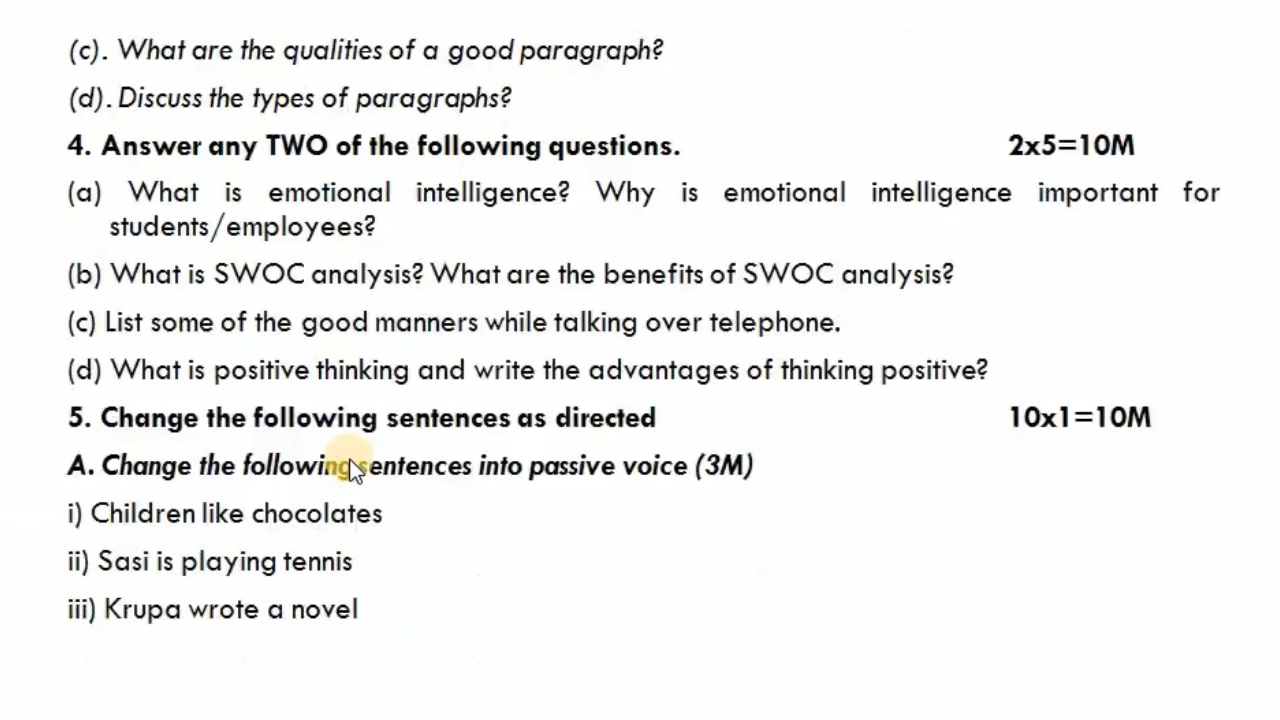 (c). What are the qualities of a good paragraph?
(d). Discuss the types of paragraphs?
4. Answer any TWO of the following questions. 2x5=10M
(a) What is emotional intelligence? Why is emotional intelligence important for
students/employees?
(b) What is SWOC analysis? What are the benefits of SWOC analysis?
(c) List some of the good manners while talking over telephone.
(d) What is positive thinking and write the advantages of thinking positive?
5. Change the following sentences as directed 10x1=10M
A. Change the following sentences into passive voice (3M)
i) Children like chocolates
ii) Sasi is playing tennis
iii) Krupa wrote a novel